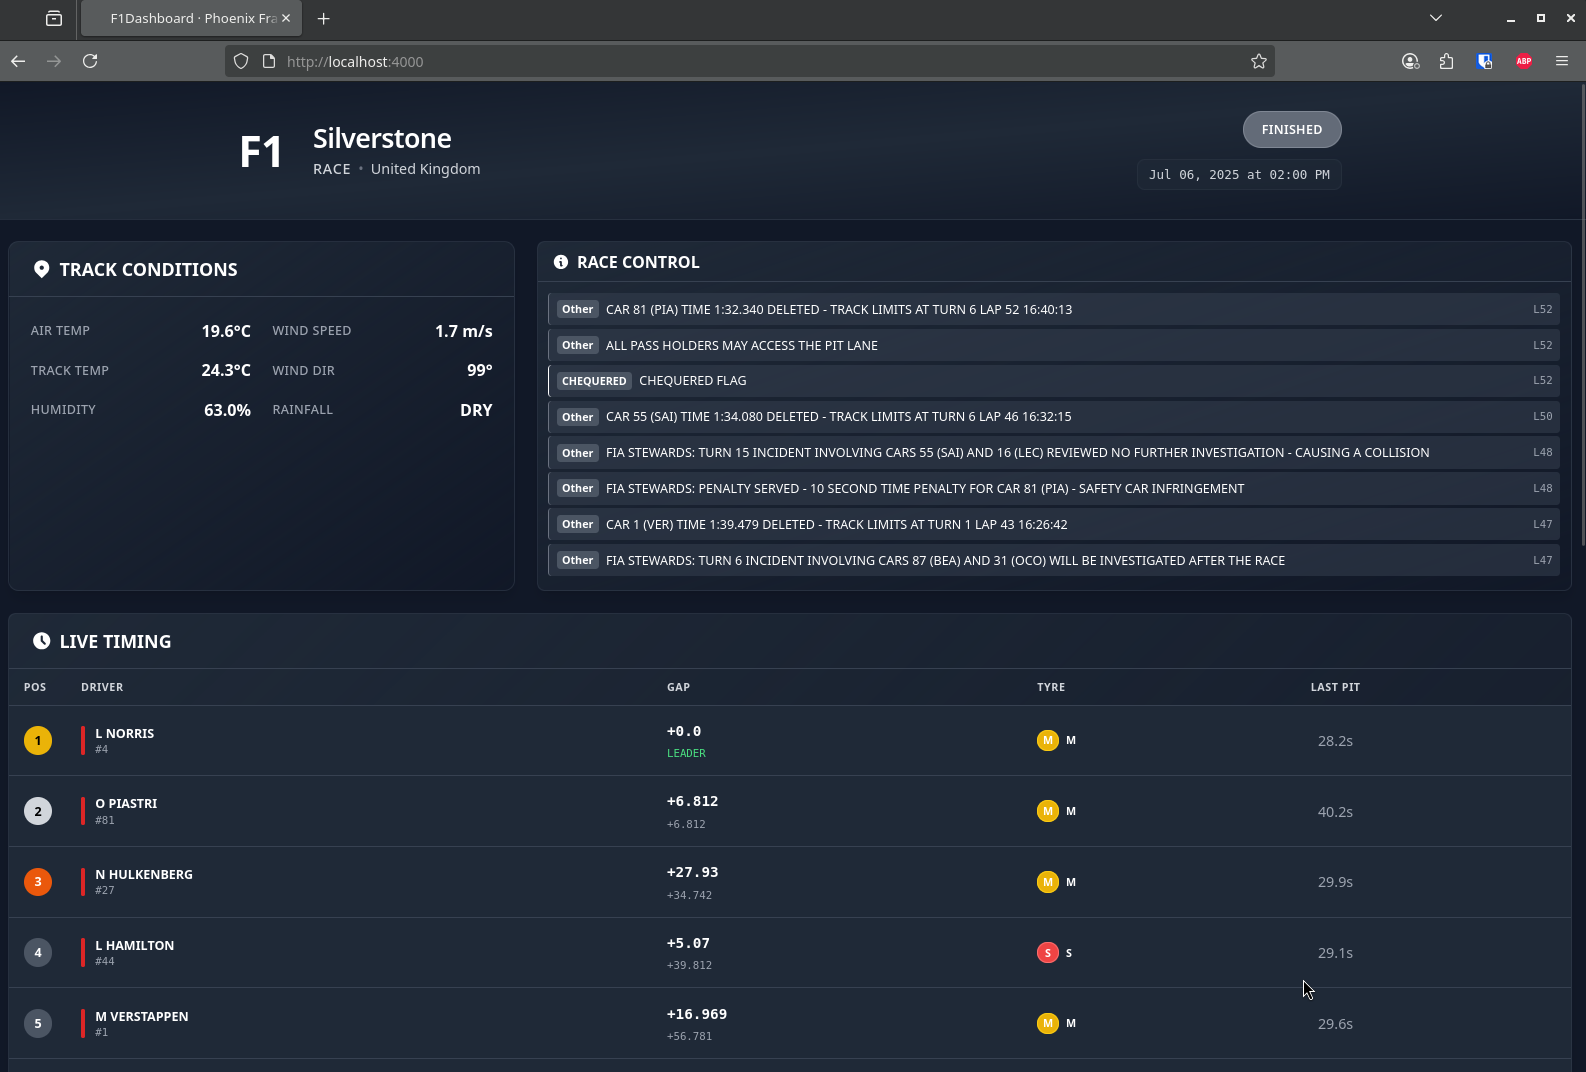 F1Dashboard · Phoenix Fra
http://localhost:4000
ABP
F1
Silverstone
RACE • United Kingdom
FINISHED
Jul 06, 2025 at 02:00 PM
TRACK CONDITIONS
AIR TEMP 19.6°C WIND SPEED 1.7 m/s
TRACK TEMP 24.3°C WIND DIR 99°
HUMIDITY 63.0% RAINFALL DRY
RACE CONTROL
Other CAR 81 (PIA) TIME 1:32.340 DELETED - TRACK LIMITS AT TURN 6 LAP 52 16:40:13 L52
Other ALL PASS HOLDERS MAY ACCESS THE PIT LANE L52
CHEQUERED CHEQUERED FLAG L52
Other CAR 55 (SAI) TIME 1:34.080 DELETED - TRACK LIMITS AT TURN 6 LAP 46 16:32:15 L50
Other FIA STEWARDS: TURN 15 INCIDENT INVOLVING CARS 55 (SAI) AND 16 (LEC) REVIEWED NO FURTHER INVESTIGATION - CAUSING A COLLISION L48
Other FIA STEWARDS: PENALTY SERVED - 10 SECOND TIME PENALTY FOR CAR 81 (PIA) - SAFETY CAR INFRINGEMENT L48
Other CAR 1 (VER) TIME 1:39.479 DELETED - TRACK LIMITS AT TURN 1 LAP 43 16:26:42 L47
Other FIA STEWARDS: TURN 6 INCIDENT INVOLVING CARS 87 (BEA) AND 31 (OCO) WILL BE INVESTIGATED AFTER THE RACE L47
LIVE TIMING
POS DRIVER GAP TYRE LAST PIT
1 L NORRIS +0.0 M M 28.2s
#4 LEADER
2 O PIASTRI +6.812 M M 40.2s
#81 +6.812
3 N HULKENBERG +27.93 M M 29.9s
#27 +34.742
4 L HAMILTON +5.07 S S 29.1s
#44 +39.812
5 M VERSTAPPEN +16.969 M M 29.6s
#1 +56.781